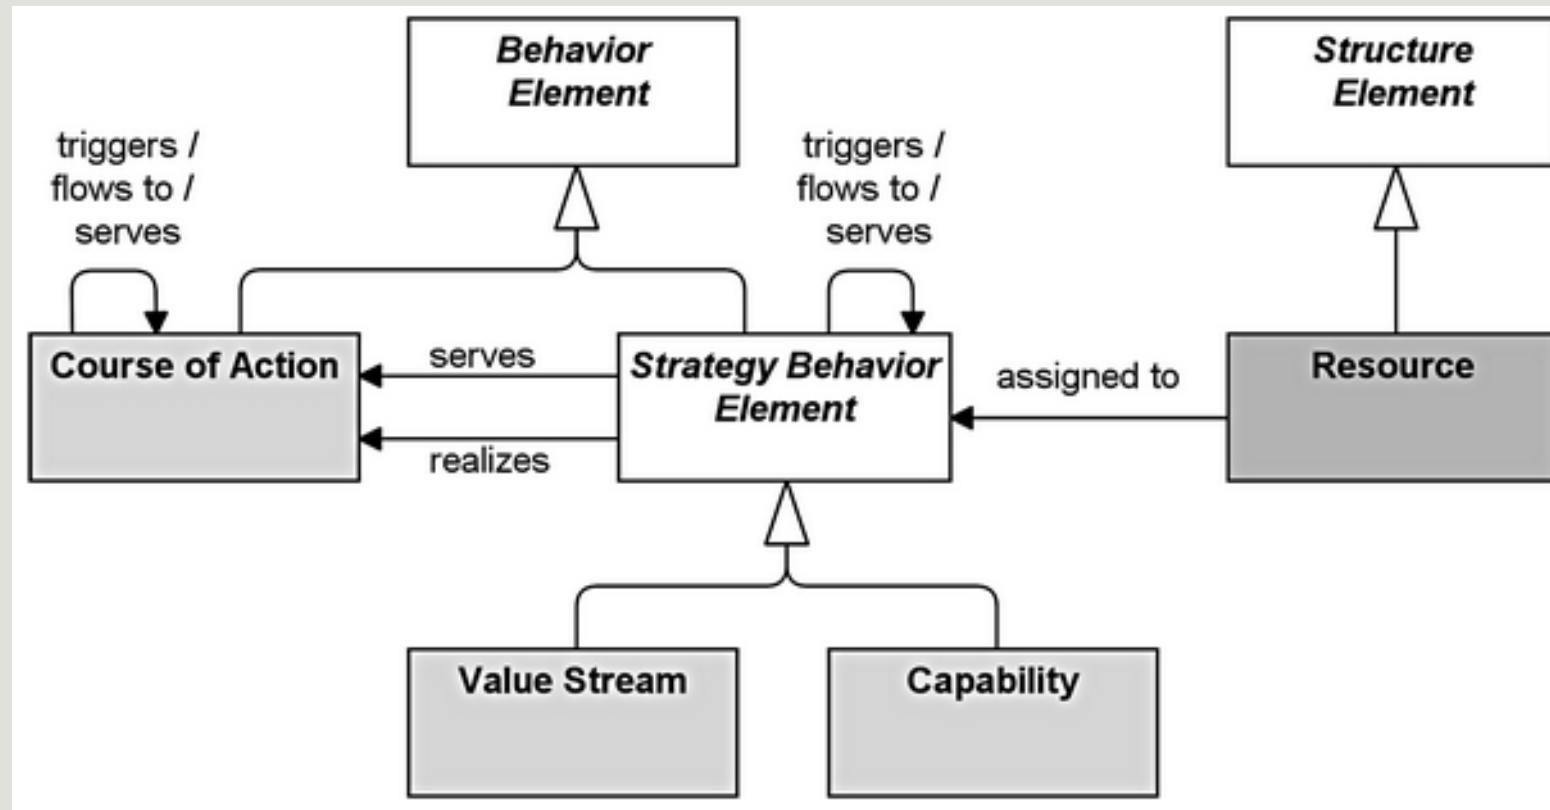 Behavior
Element
Structure
Element
triggers /
flows to /
serves
triggers /
flows to /
serves
Course of Action
serves
realizes
Strategy Behavior
Element
assigned to
Resource
Value Stream
Capability